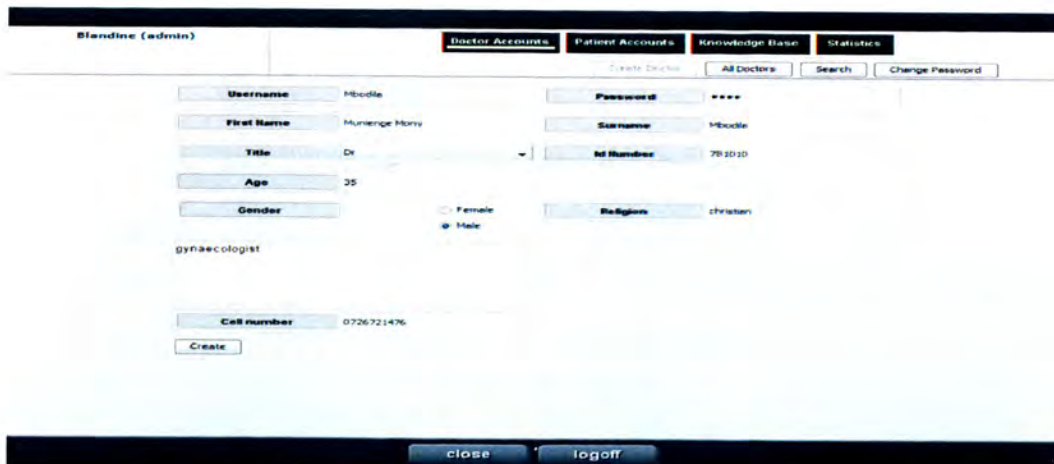 Blandine (admin)
Doctor Accounts Patient Accounts Knowledge Base Statistics
Create Doctor All Doctors Search Change Password
Username Mbodile Password ••••
First Name Munienge Mony Surname Mbodile
Title Dr Id Number 781010
Age 35
Gender Female Religion christian
Male
gynaecologist
Cell number 0726721476
Create
close logoff